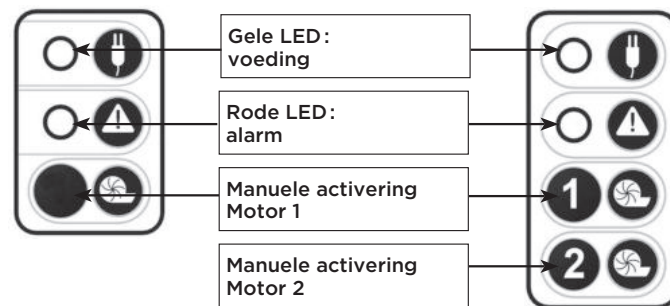 Gele LED:
voeding
Rode LED:
alarm
Manuele activering
Motor 1
1
Manuele activering
Motor 2
2